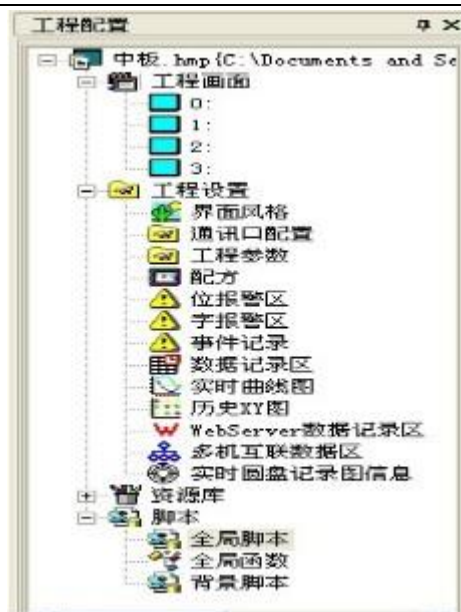 工程配置
中板.hmp{C:\Documents and Se
工程画面
0:
1:
2:
3:
工程设置
界面风格
通讯口配置
工程参数
配方
位报警区
字报警区
事件记录
数据记录区
实时曲线图
历史XY图
WebServer数据记录区
多机互联数据区
实时圆盘记录图信息
资源库
脚本
全局脚本
全局函数
背景脚本